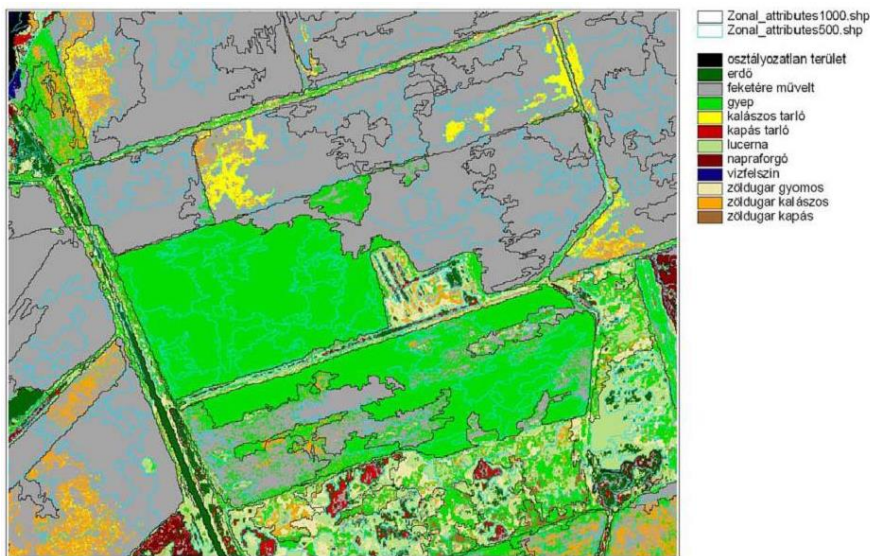 Zonal_attributes1000.shp
Zonal_attributes500.shp
osztályozatlan terület
erdő
feketére művelt
gyep
kalászos tarló
kapás tarló
lucerna
napraforgó
vízfelszín
zöldugar gyomos
zöldugar kalászos
zöldugar kapás